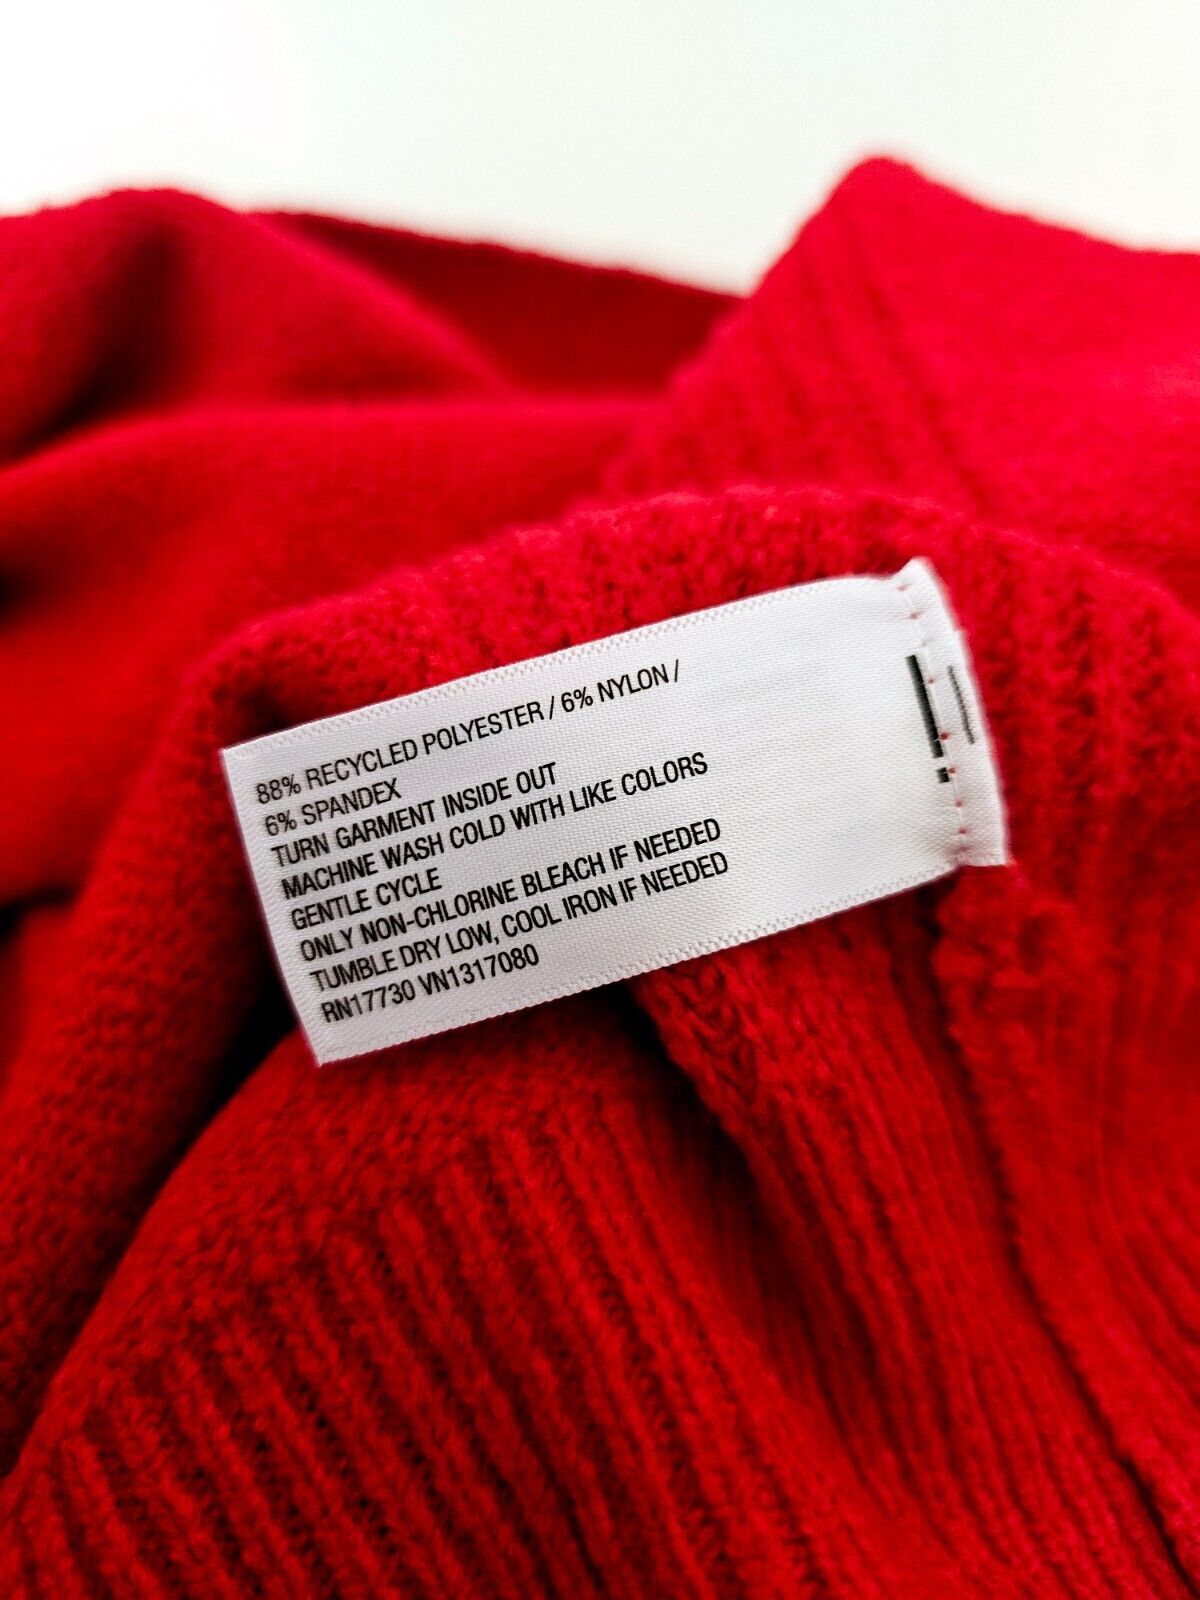 88% RECYCLED POLYESTER / 6% NYLON /
6% SPANDEX
TURN GARMENT INSIDE OUT
MACHINE WASH COLD WITH LIKE COLORS
GENTLE CYCLE
ONLY NON-CHLORINE BLEACH IF NEEDED
TUMBLE DRY LOW, COOL IRON IF NEEDED
RN17730 VN1317080